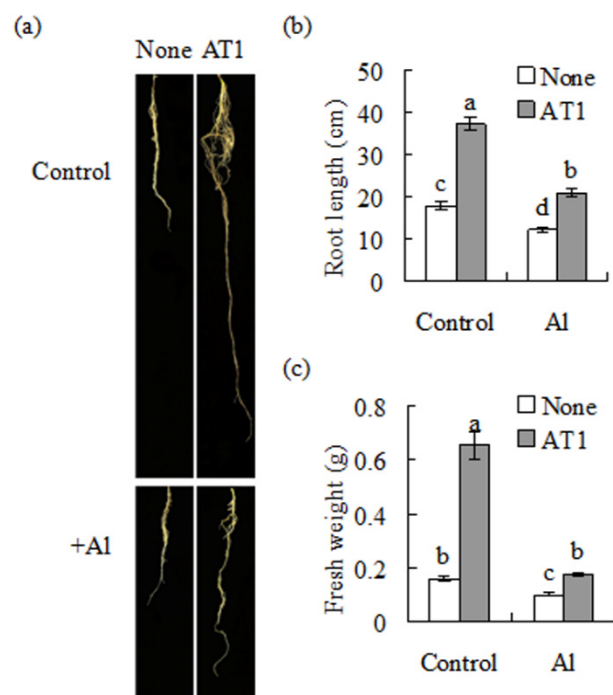 (a)
None AT1
Control
+Al
(b)
Root length (cm)
50
40
30
20
10
0
None
AT1
c
a
d
b
Control
Al
(c)
Fresh weight (g)
0.8
0.6
0.4
0.2
0
None
AT1
b
a
c
b
Control
Al